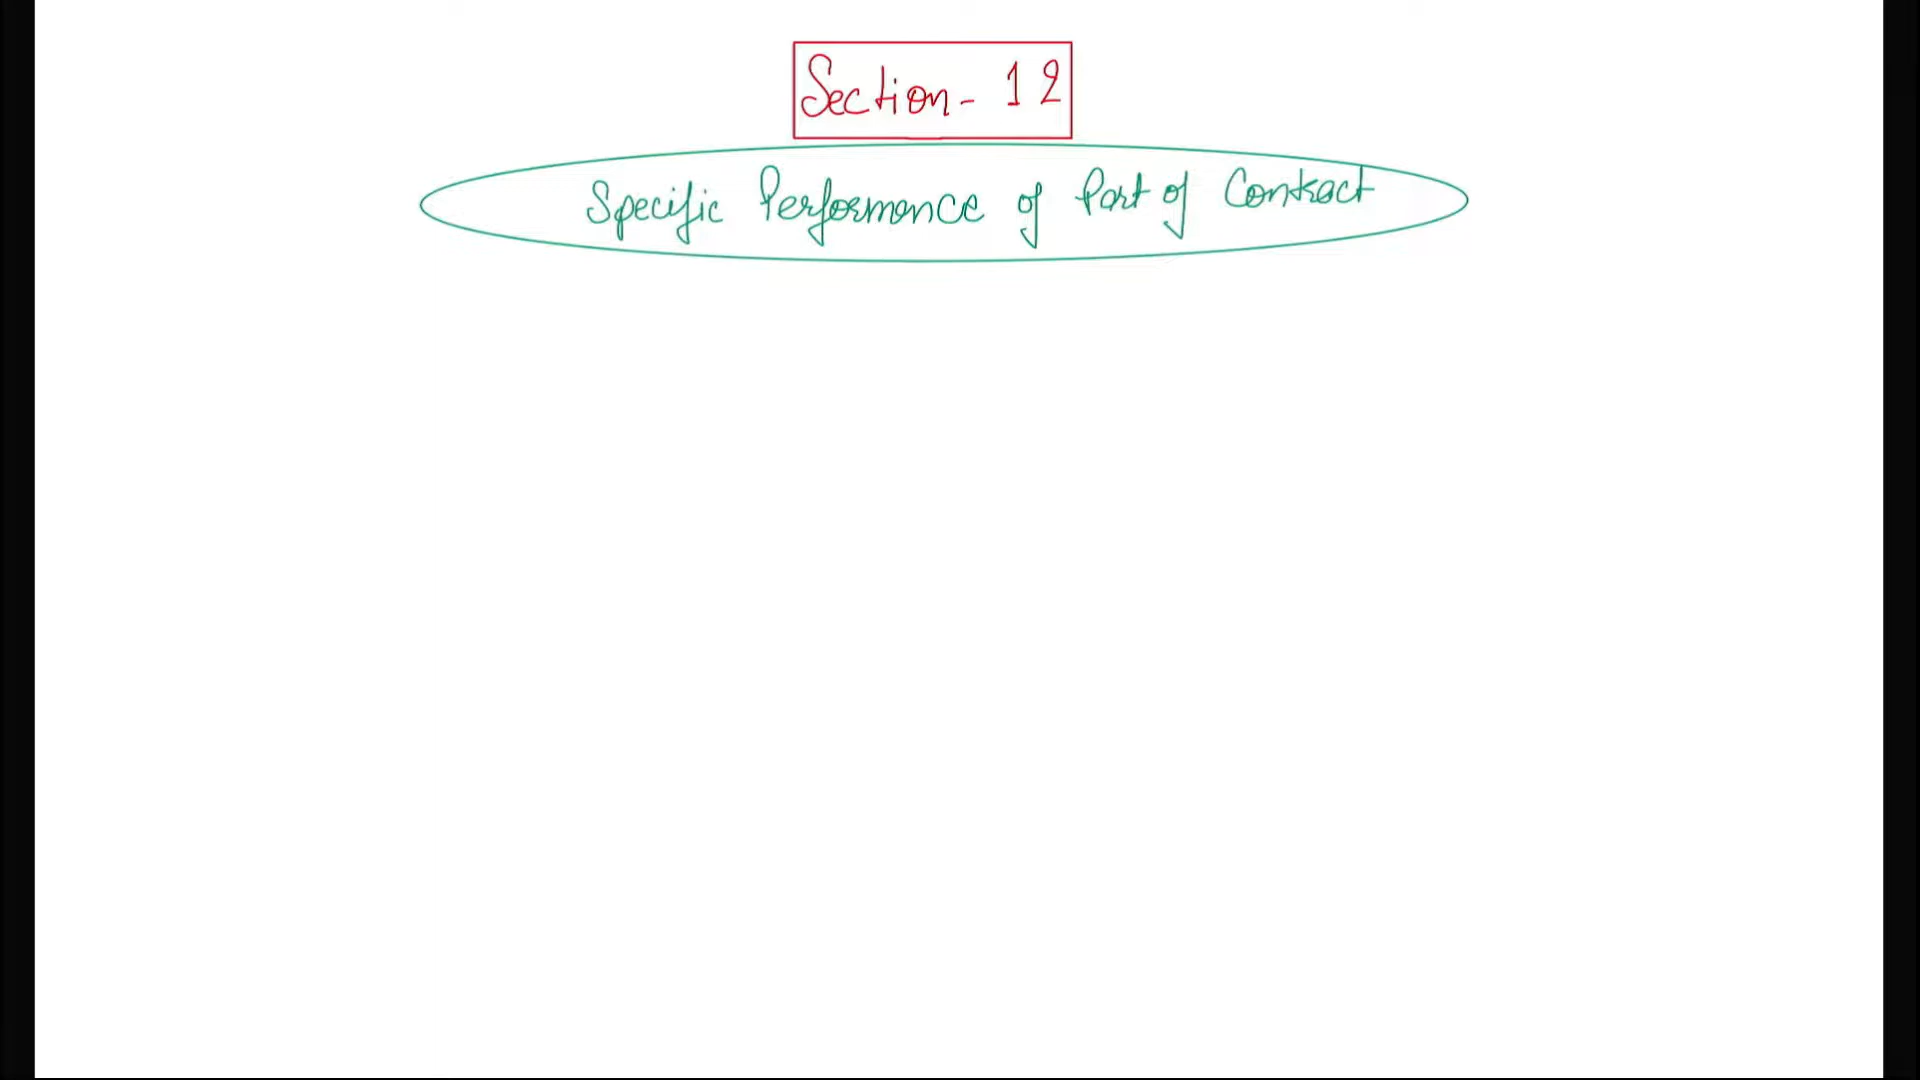 Section - 12
Specific Performance of Part of Contract